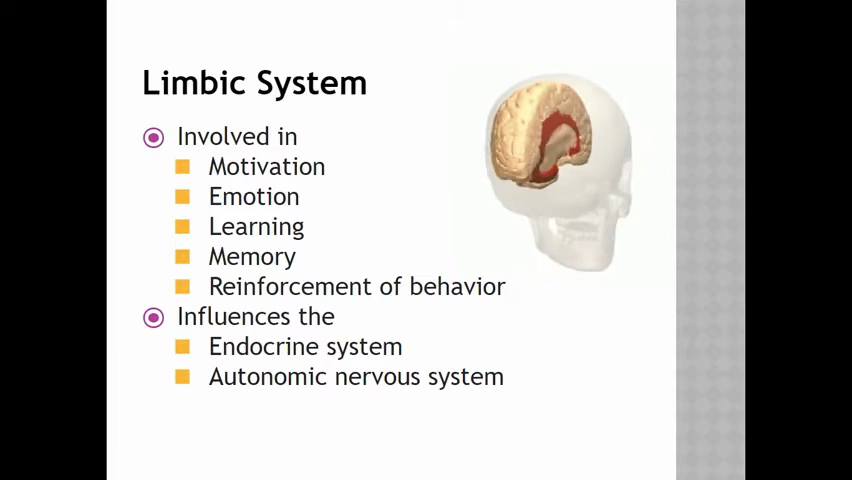 Limbic System
Involved in
Motivation
Emotion
Learning
Memory
Reinforcement of behavior
Influences the
Endocrine system
Autonomic nervous system